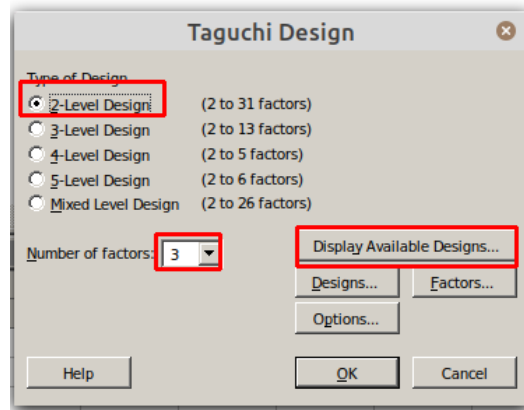 Taguchi Design
Type of Design
2-Level Design (2 to 31 factors)
3-Level Design (2 to 13 factors)
4-Level Design (2 to 5 factors)
5-Level Design (2 to 6 factors)
Mixed Level Design (2 to 26 factors)
Number of factors: 3 Display Available Designs...
Designs... Factors...
Options...
Help OK Cancel